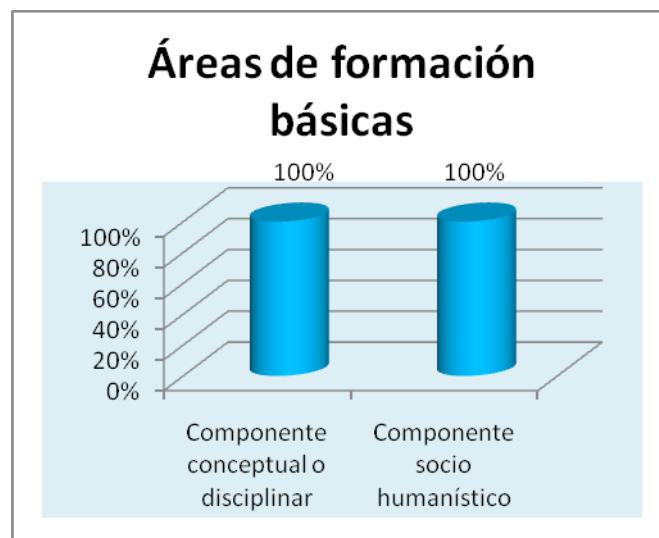 Áreas de formación
básicas
100%
100%
100%
80%
60%
40%
20%
0%
Componente
conceptual o
disciplinar
Componente
socio
humanístico